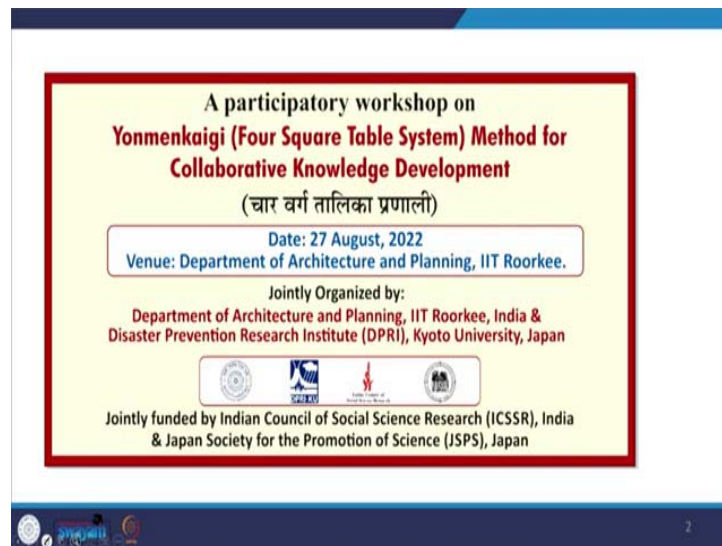 A participatory workshop on
Yonmenkaigi (Four Square Table System) Method for
Collaborative Knowledge Development
(चार वर्ग तालिका प्रणाली)
Date: 27 August, 2022
Venue: Department of Architecture and Planning, IIT Roorkee.
Jointly Organized by:
Department of Architecture and Planning, IIT Roorkee, India &
Disaster Prevention Research Institute (DPRI), Kyoto University, Japan
DPRI-KU
Jointly funded by Indian Council of Social Science Research (ICSSR), India
& Japan Society for the Promotion of Science (JSPS), Japan
swayam
2